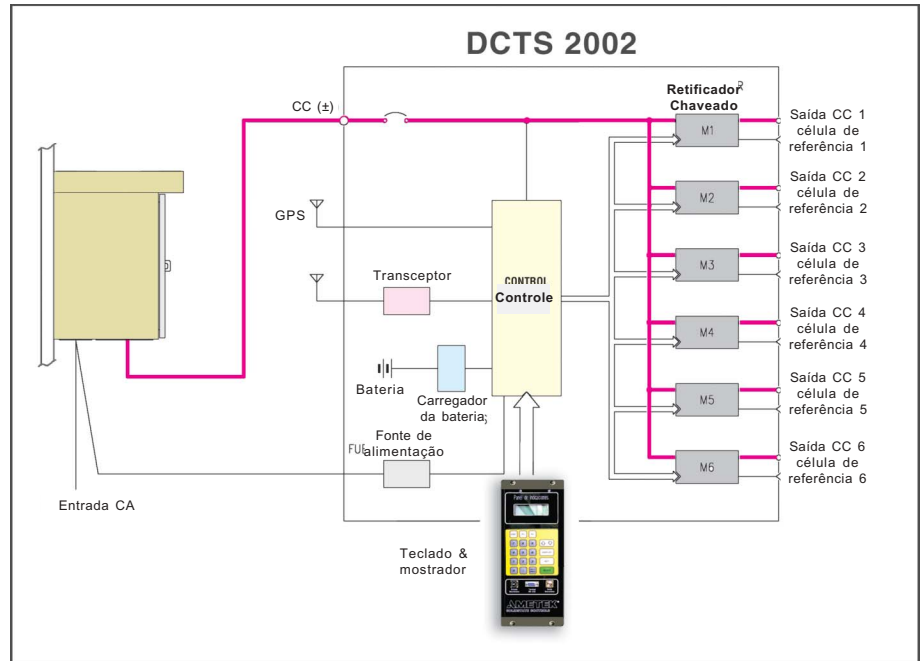 DCTS 2002
CC (±)
Retificador
Chaveado
M1
Saída CC 1
célula de
referência 1
M2
Saída CC 2
célula de
referência 2
GPS
M3
Saída CC 3
célula de
referência 3
Transceptor
CONTROL
Controle
M4
Saída CC 4
célula de
referência 4
Bateria
Carregador
da bateria
M5
Saída CC 5
célula de
referência 5
Fonte de
alimentação
M6
Saída CC 6
célula de
referência 6
Entrada CA
Teclado &
mostrador
AMETEK